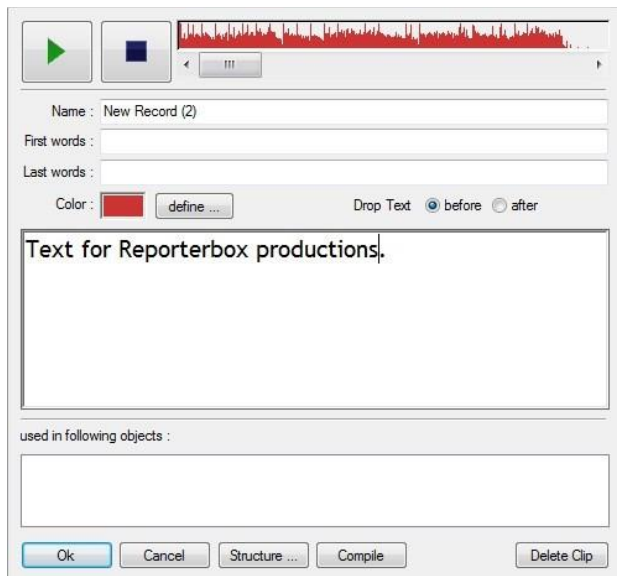 Name : New Record (2)
First words :
Last words :
Color : define ... Drop Text before after
Text for Reporterbox productions.
used in following objects :
Ok Cancel Structure ... Compile Delete Clip